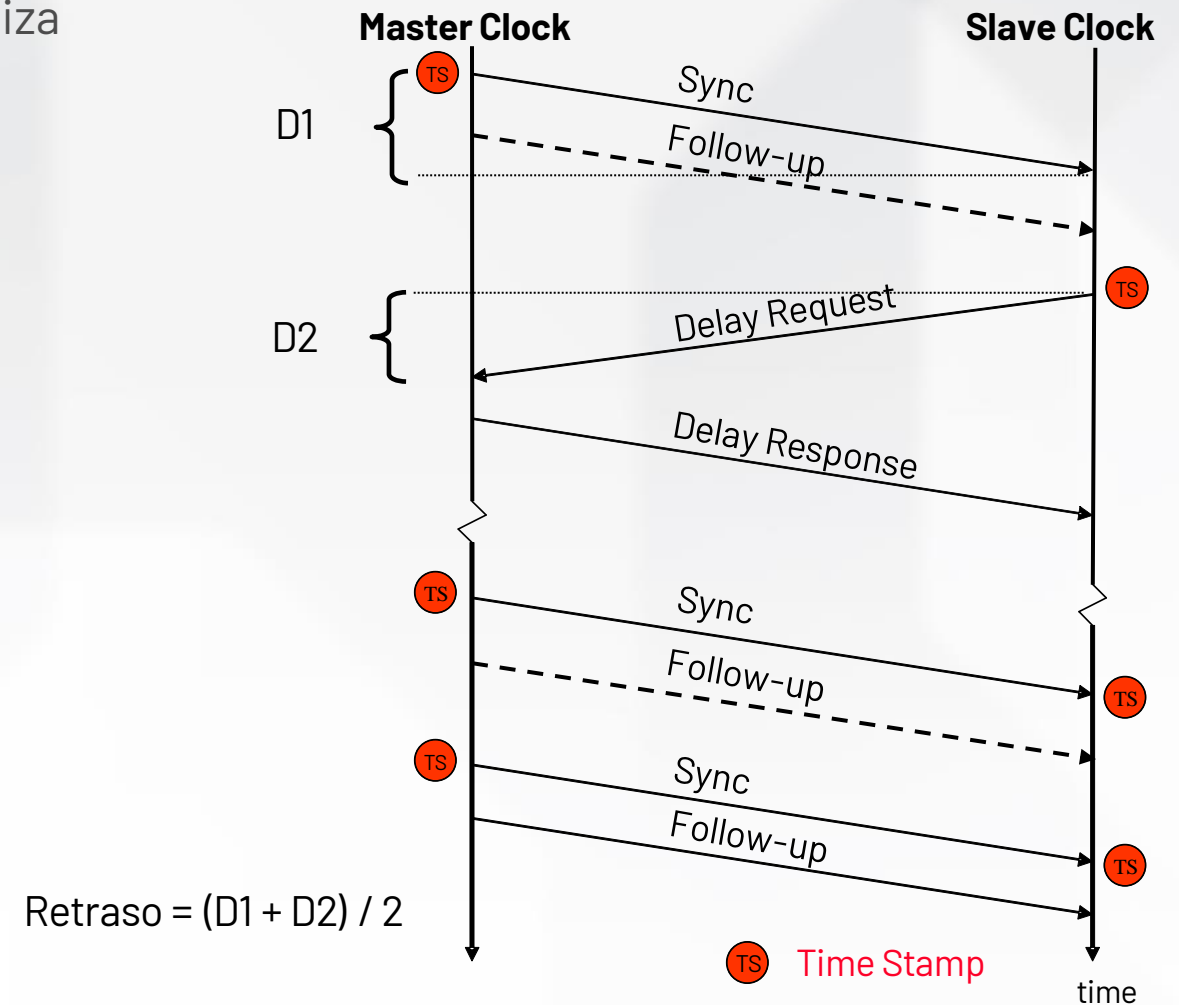 iza
Master Clock
Slave Clock
TS
Sync
D1
Follow-up
TS
Delay Request
D2
Delay Response
TS
Sync
Follow-up
TS
TS
Sync
Follow-up
TS
Retraso = (D1 + D2) / 2
TS Time Stamp
time